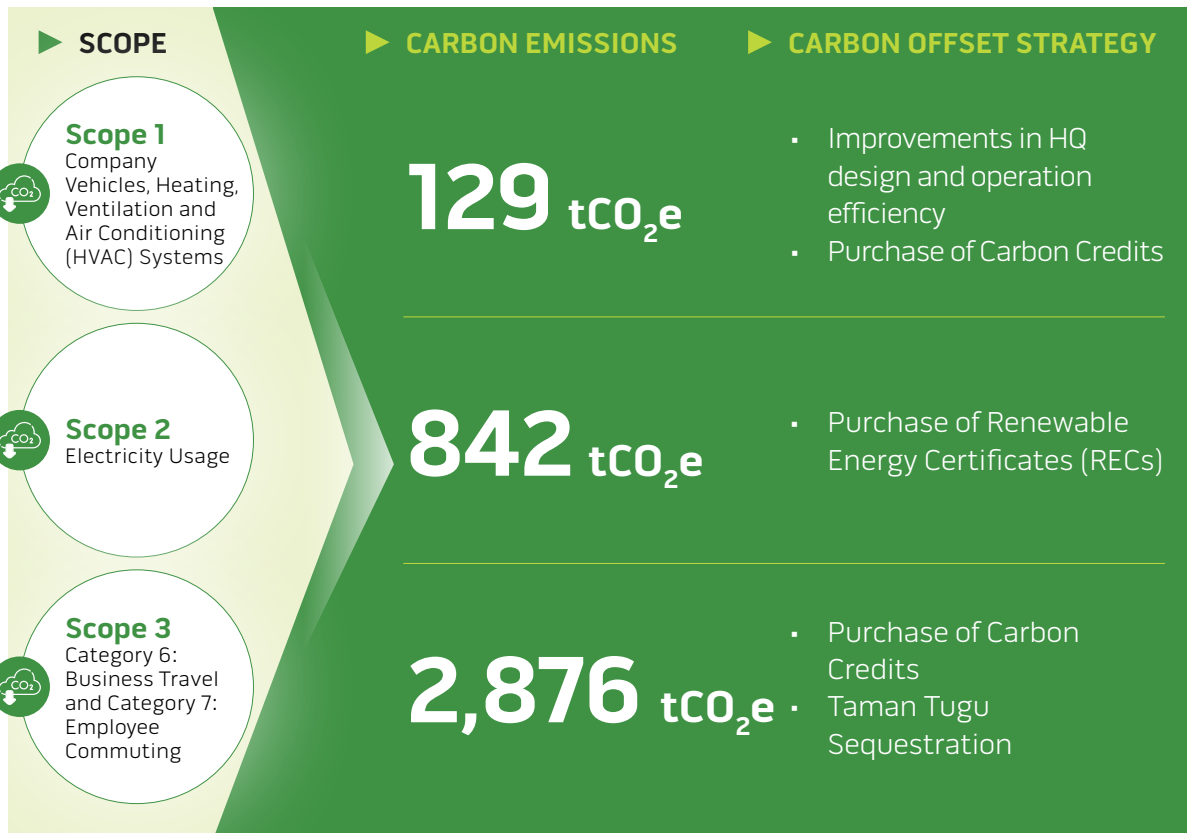 SCOPE
CARBON EMISSIONS
CARBON OFFSET STRATEGY
CO₂
Scope 1
Company
Vehicles, Heating,
Ventilation and
Air Conditioning
(HVAC) Systems
129 tCO₂e
▪ Improvements in HQ
design and operation
efficiency
▪ Purchase of Carbon Credits
CO₂
Scope 2
Electricity Usage
842 tCO₂e
▪ Purchase of Renewable
Energy Certificates (RECs)
CO₂
Scope 3
Category 6:
Business Travel
and Category 7:
Employee
Commuting
2,876 tCO₂e
▪ Purchase of Carbon
Credits
▪ Taman Tugu
Sequestration